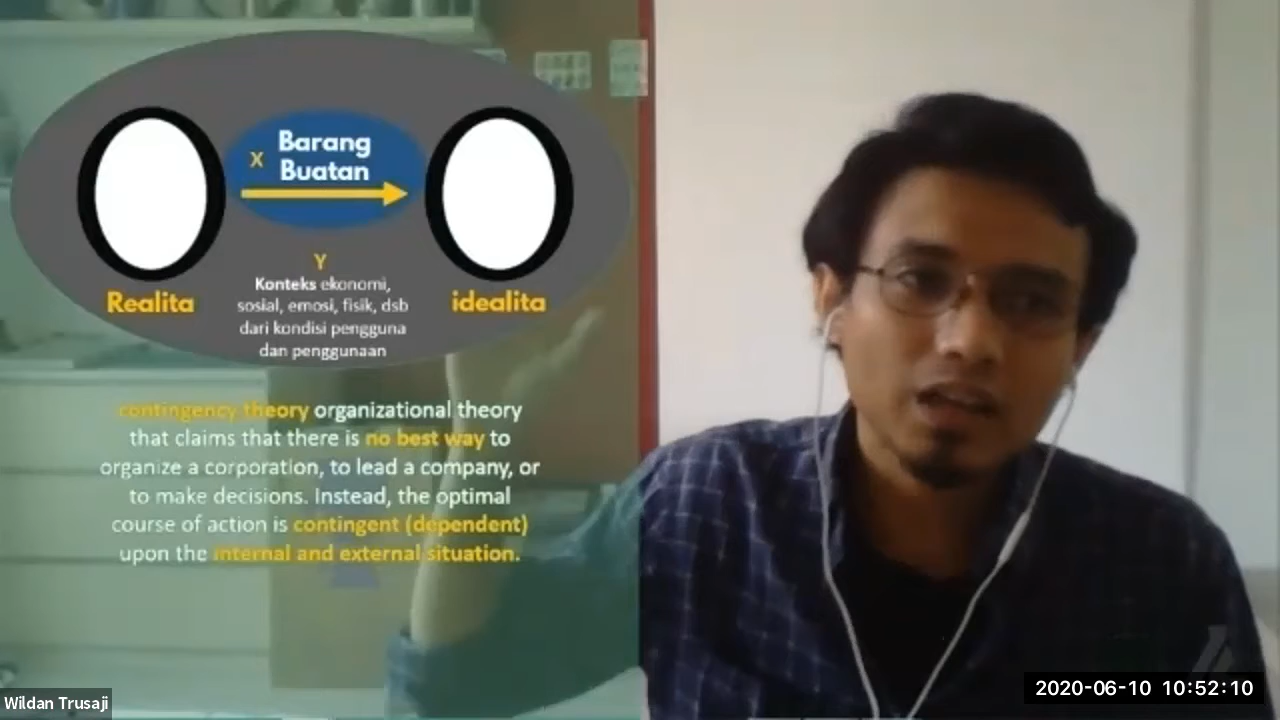 X
Barang
Buatan
Y
Konteks ekonomi,
sosial, emosi, fisik, dsb
dari kondisi pengguna
dan penggunaan
Realita
idealita
contingency theory organizational theory
that claims that there is no best way to
organize a corporation, to lead a company, or
to make decisions. Instead, the optimal
course of action is contingent (dependent)
upon the internal and external situation.
Wildan Trusaji
2020-06-10 10:52:10